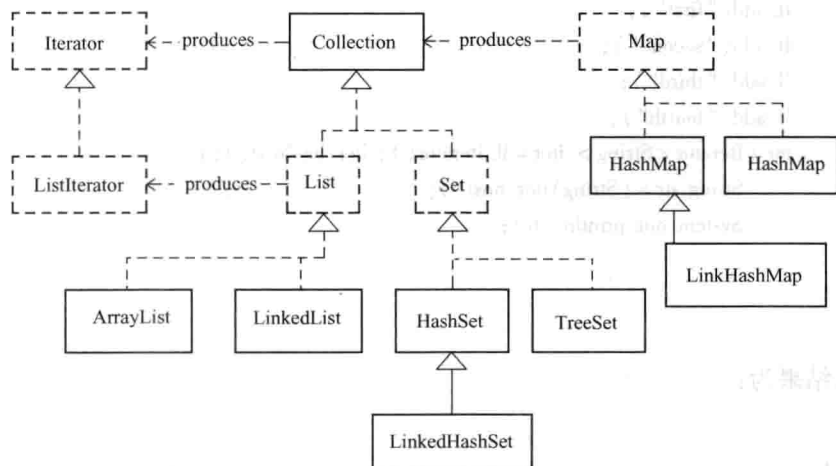 Iterator
produces
Collection
produces
Map
ListIterator
produces
List
Set
HashMap
HashMap
LinkHashMap
ArrayList
LinkedList
HashSet
TreeSet
LinkedHashSet